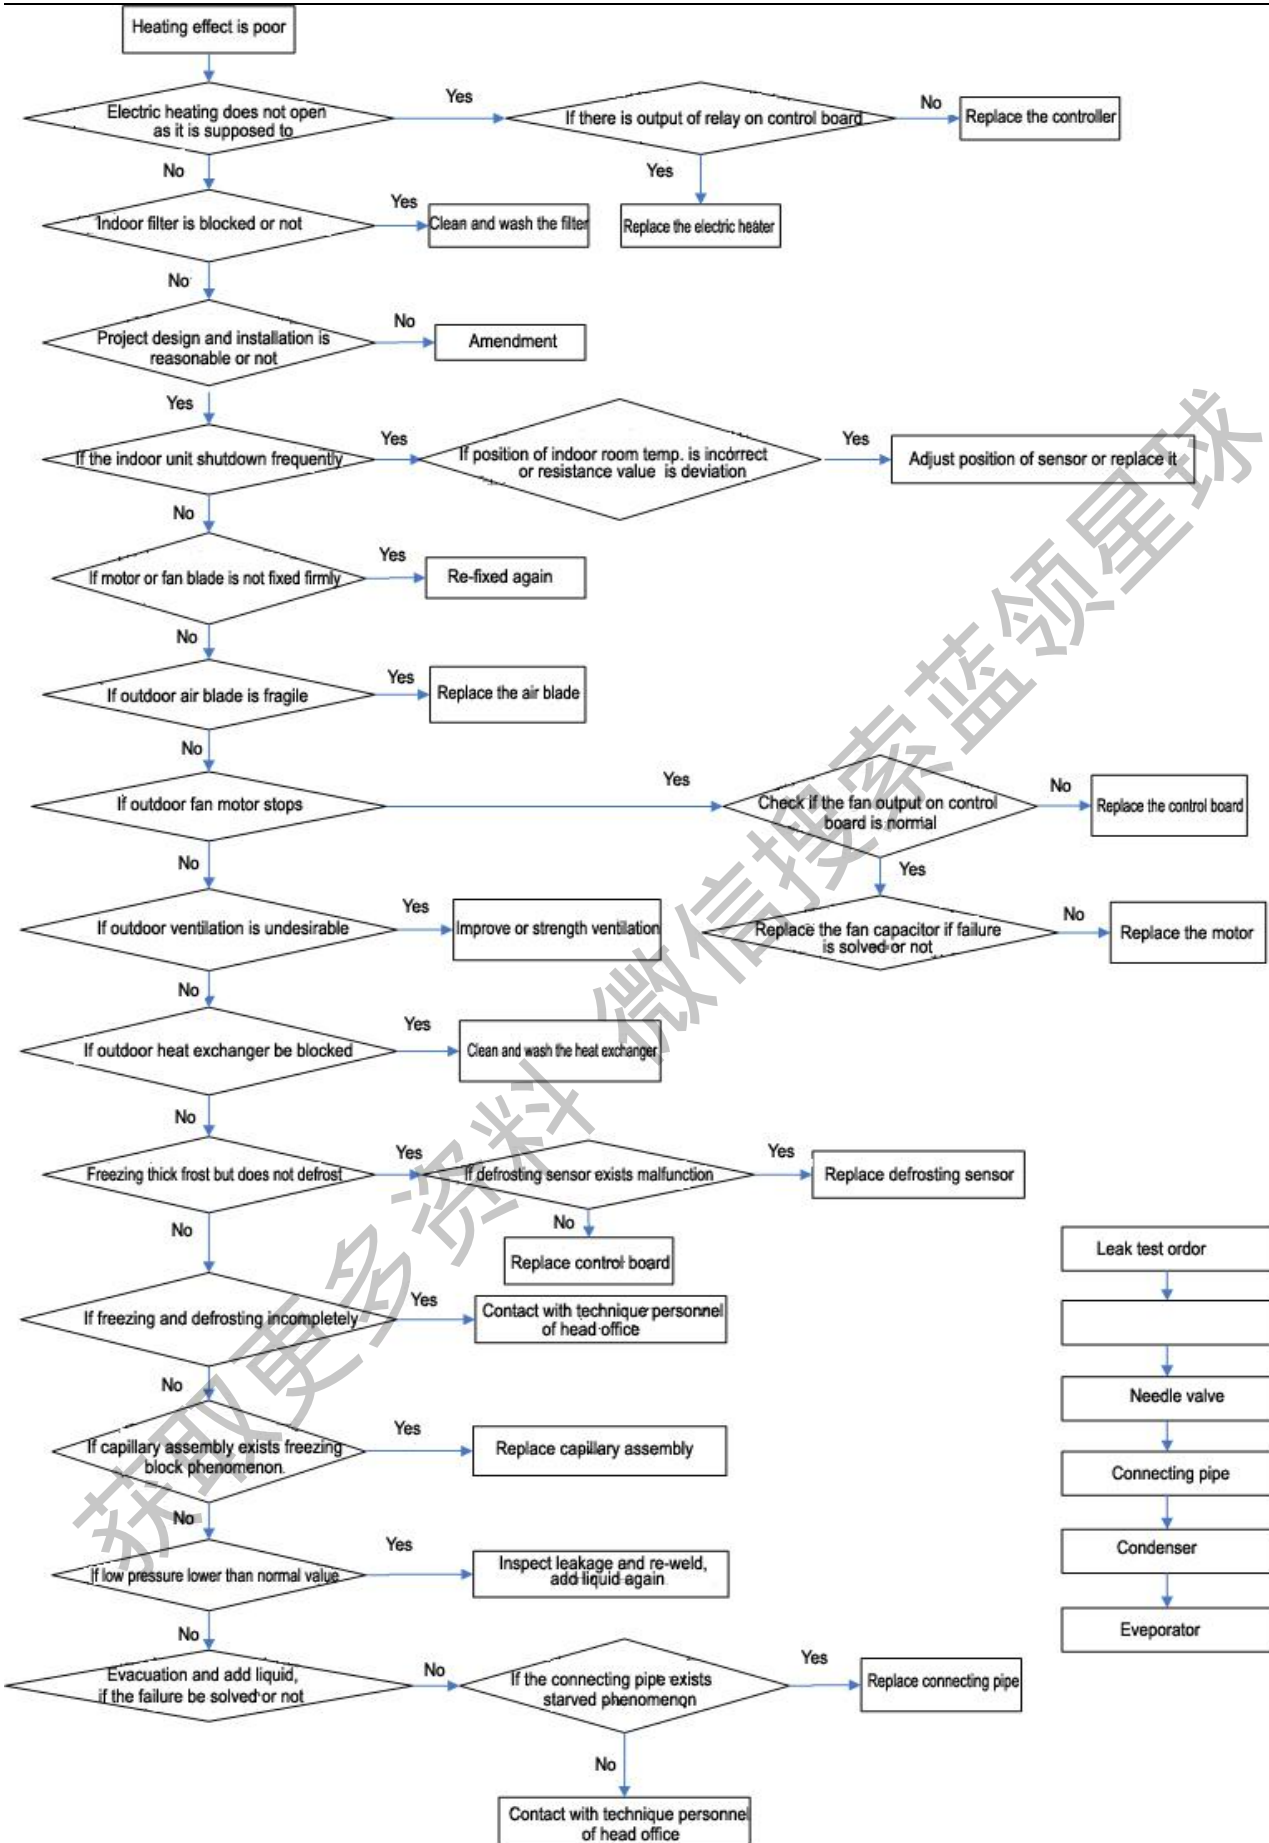 Heating effect is poor
Electric heating does not open
as it is supposed to
Yes
If there is output of relay on control board
No
Replace the controller
No
Yes
Indoor filter is blocked or not
Yes
Clean and wash the filter
Replace the electric heater
No
Project design and installation is
reasonable or not
No
Amendment
Yes
If the indoor unit shutdown frequently
Yes
If position of indoor room temp. is incorrect
or resistance value is deviation
Yes
Adjust position of sensor or replace it
No
If motor or fan blade is not fixed firmly
Yes
Re-fixed again
No
If outdoor air blade is fragile
Yes
Replace the air blade
No
If outdoor fan motor stops
Yes
Check if the fan output on control
board is normal
No
Replace the control board
No
Yes
If outdoor ventilation is undesirable
Yes
Improve or strength ventilation
Replace the fan capacitor if failure
is solved or not
No
Replace the motor
No
If outdoor heat exchanger be blocked
Yes
Clean and wash the heat exchanger
No
Freezing thick frost but does not defrost
Yes
If defrosting sensor exists malfunction
Yes
Replace defrosting sensor
No
No
Replace control board
If freezing and defrosting incompletely
Yes
Contact with technique personnel
of head office
No
If capillary assembly exists freezing
block phenomenon.
Yes
Replace capillary assembly
No
If low pressure lower than normal value
Yes
Inspect leakage and re-weld,
add liquid again
No
Evacuation and add liquid,
if the failure be solved or not
No
If the connecting pipe exists
starved phenomenon
Yes
Replace connecting pipe
No
Contact with technique personnel
of head office
Leak test ordor
Needle valve
Connecting pipe
Condenser
Eveporator
获取更多资料 微信搜索蓝领星球